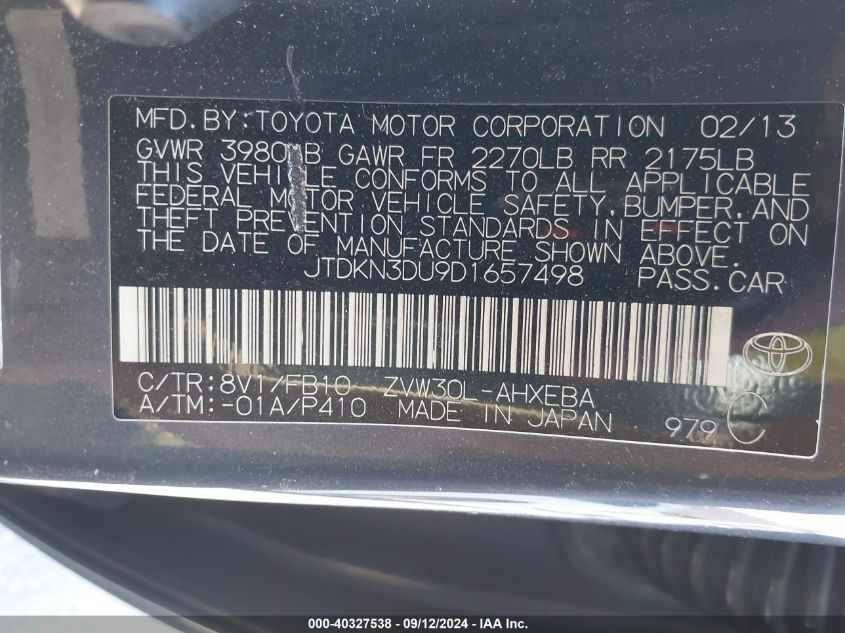 MFD.BY:TOYOTA MOTOR CORPORATION 02/13
GVWR 3980LB GAWR FR 2270LB RR 2175LB
THIS VEHICLE CONFORMS TO ALL APPLICABLE
FEDERAL MOTOR VEHICLE SAFETY,BUMPER,AND
THEFT PREVENTION STANDARDS IN EFFECT ON
THE DATE OF MANUFACTURE SHOWN ABOVE.
JTDKN3DU9D1657498 PASS.CAR
C/TR:8V1/FB10 ZVW30L-AHXEBA
A/TM:-01A/P410 MADE IN JAPAN 979 C
000-40327538 - 09/12/2024 - IAA Inc.